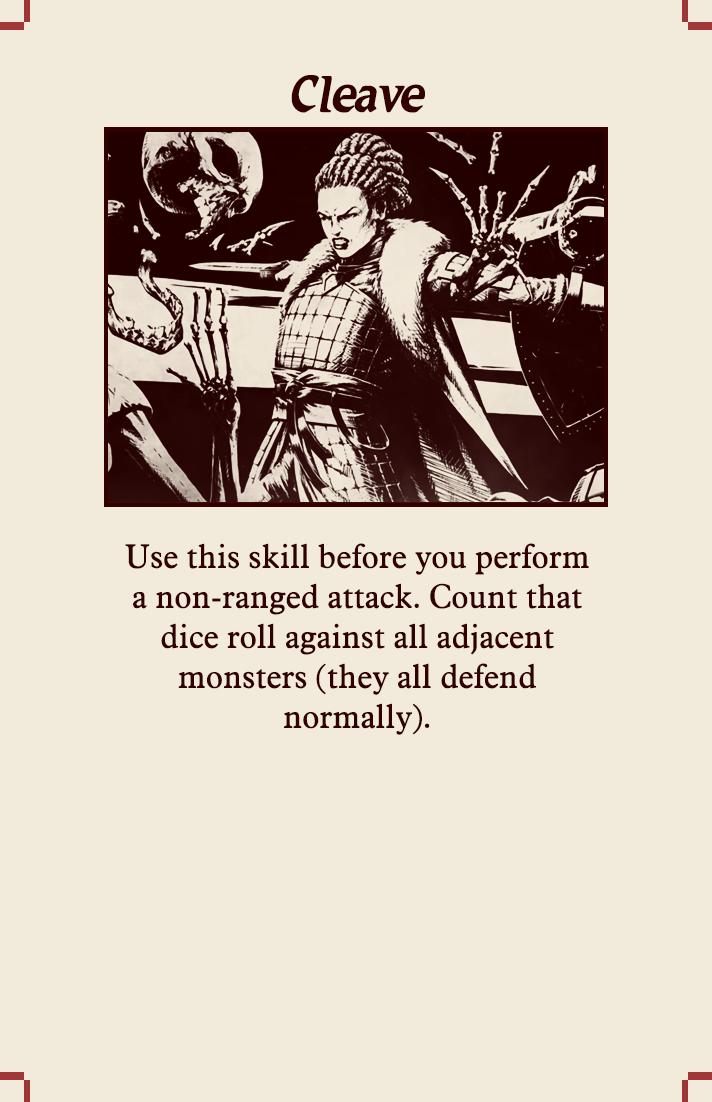 Cleave
Use this skill before you perform
a non-ranged attack. Count that
dice roll against all adjacent
monsters (they all defend
normally).